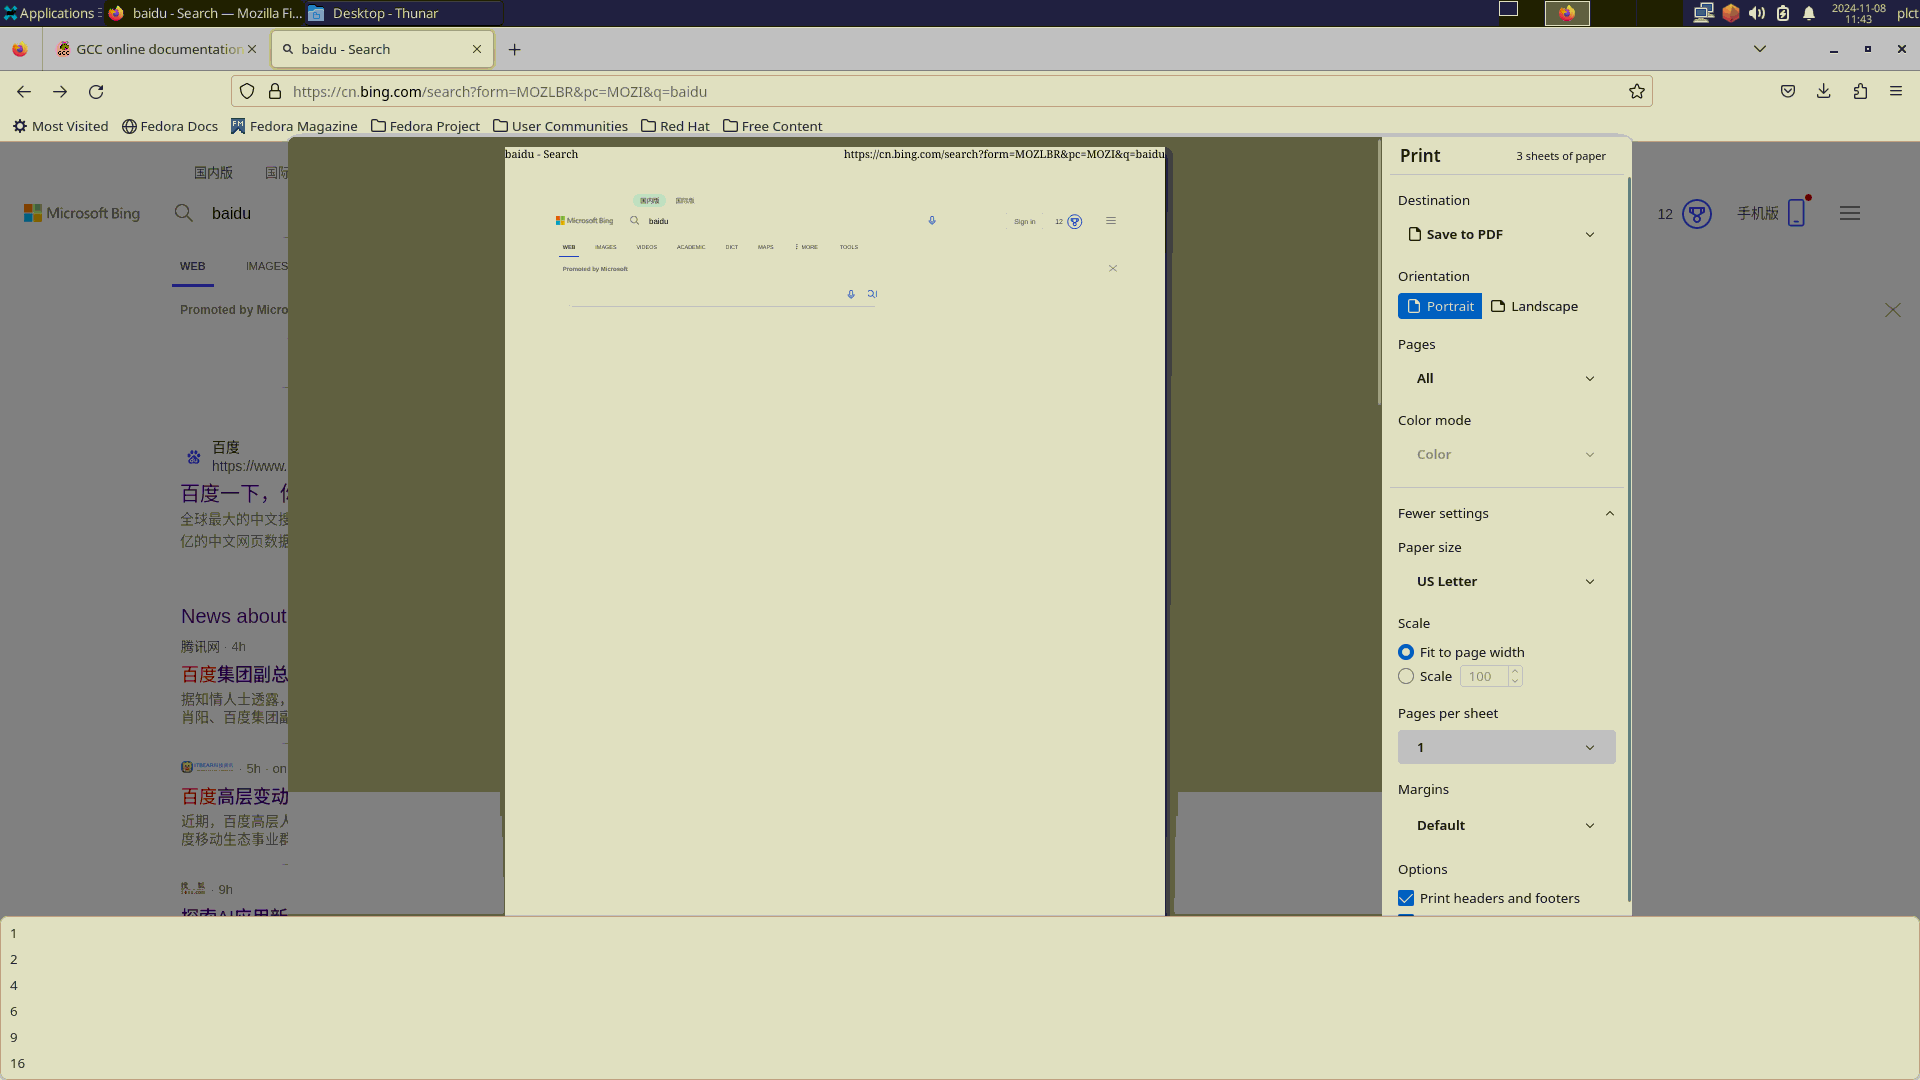 Applications
baidu - Search — Mozilla Fi...
Desktop - Thunar
2024-11-08
11:43
plct
GCC online documentation
baidu - Search
https://cn.bing.com/search?form=MOZLBR&pc=MOZI&q=baidu
Most Visited
Fedora Docs
Fedora Magazine
Fedora Project
User Communities
Red Hat
Free Content
国内版
国际
Microsoft Bing
baidu
12
手机版
WEB
IMAGES
Promoted by Micro
百度
https://www.
百度一下，
全球最大的中文搜
亿的中文网页数据
News about
腾讯网 · 4h
百度集团副总
据知情人士透露，
肖阳、百度集团副
· 5h · on
百度高层变动
近期，百度高层人
度移动生态事业群
· 9h
探索AI应用新
baidu - Search
https://cn.bing.com/search?form=MOZLBR&pc=MOZI&q=baidu
国内版
国际版
Microsoft Bing
baidu
Sign in
12
WEB
IMAGES
VIDEOS
ACADEMIC
DICT
MAPS
MORE
TOOLS
Promoted by Microsoft
Print
3 sheets of paper
Destination
Save to PDF
Orientation
Portrait
Landscape
Pages
All
Color mode
Color
Fewer settings
Paper size
US Letter
Scale
Fit to page width
Scale
100
Pages per sheet
1
Margins
Default
Options
Print headers and footers
1
2
4
6
9
16